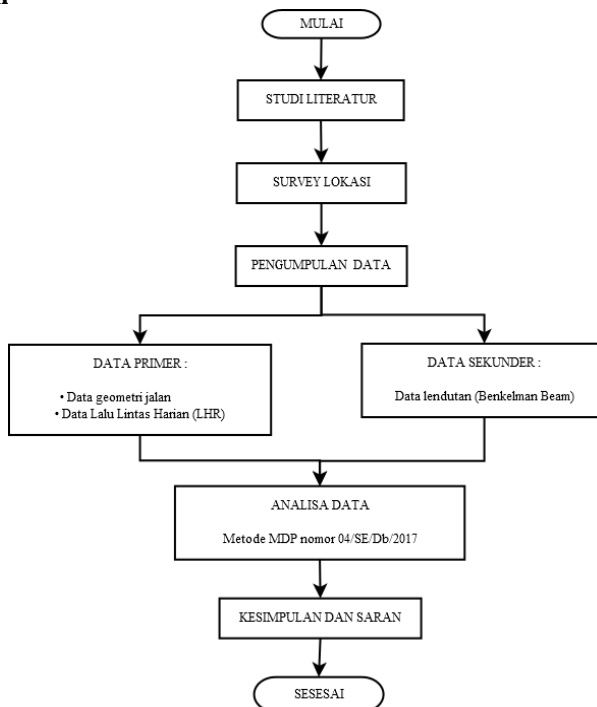 MULAI
STUDI LITERATUR
SURVEY LOKASI
PENGUMPULAN DATA
DATA PRIMER :
• Data geometri jalan
• Data Lalu Lintas Harian (LHR)
DATA SEKUNDER :
Data lendutan (Benkelman Beam)
ANALISA DATA
Metode MDP nomor 04/SE/Db/2017
KESIMPULAN DAN SARAN
SESESAI